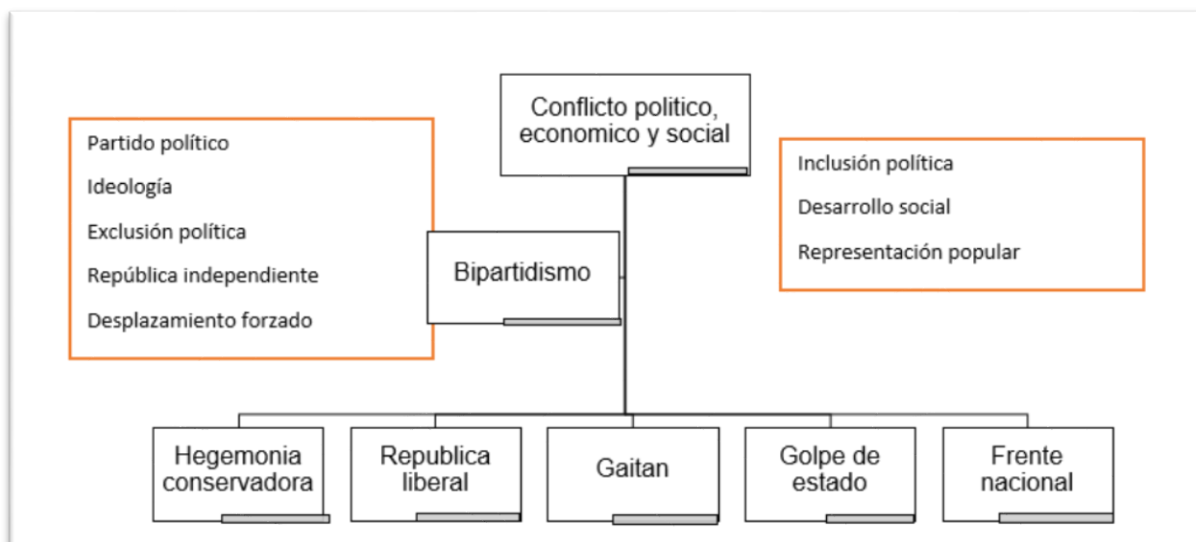 Conflicto politico,
economico y social
Partido político
Ideología
Exclusión política
República independiente
Desplazamiento forzado
Inclusión política
Desarrollo social
Representación popular
Bipartidismo
Hegemonia
conservadora
Republica
liberal
Gaitan
Golpe de
estado
Frente
nacional